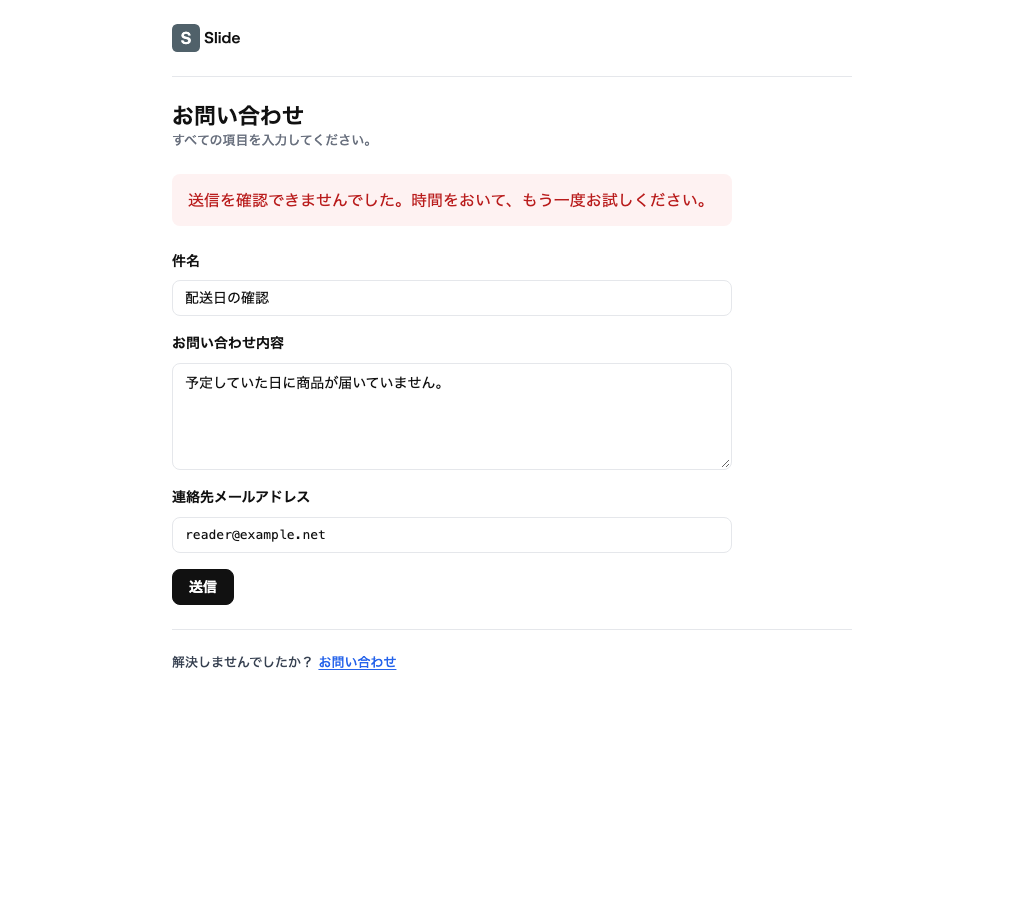 S Slide
お問い合わせ
すべての項目を入力してください。
送信を確認できませんでした。時間をおいて、もう一度お試しください。
件名
配送日の確認
お問い合わせ内容
予定していた日に商品が届いていません。
連絡先メールアドレス
reader@example.net
送信
解決しませんでしたか？ お問い合わせ